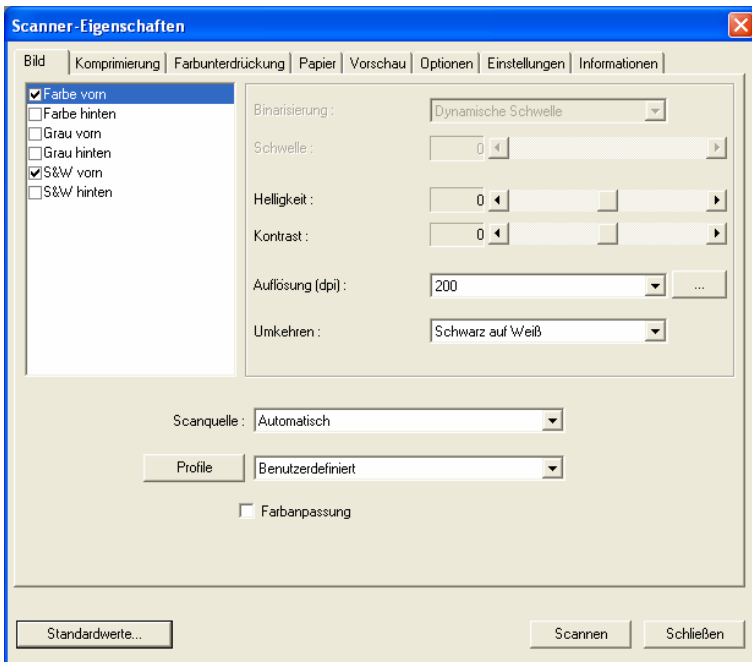 Scanner-Eigenschaften
Bild Komprimierung Farbunterdrückung Papier Vorschau Optionen Einstellungen Informationen
Farbe vorn
Farbe hinten
Grau vorn
Grau hinten
S&W vorn
S&W hinten
Binarisierung : Dynamische Schwelle
Schwelle : 0
Helligkeit : 0
Kontrast : 0
Auflösung (dpi) : 200 ...
Umkehren : Schwarz auf Weiß
Scanquelle : Automatisch
Profile Benutzerdefiniert
Farbanpassung
Standardwerte... Scannen Schließen